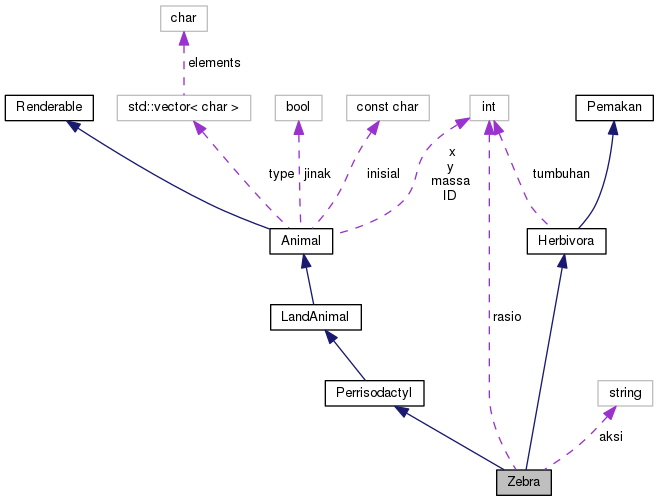 char
elements
Renderable
std::vector< char >
bool
const char
int
Pemakan
type
jinak
inisial
x
y
massa
ID
tumbuhan
Animal
Herbivora
LandAnimal
rasio
Perrisodactyl
string
aksi
Zebra